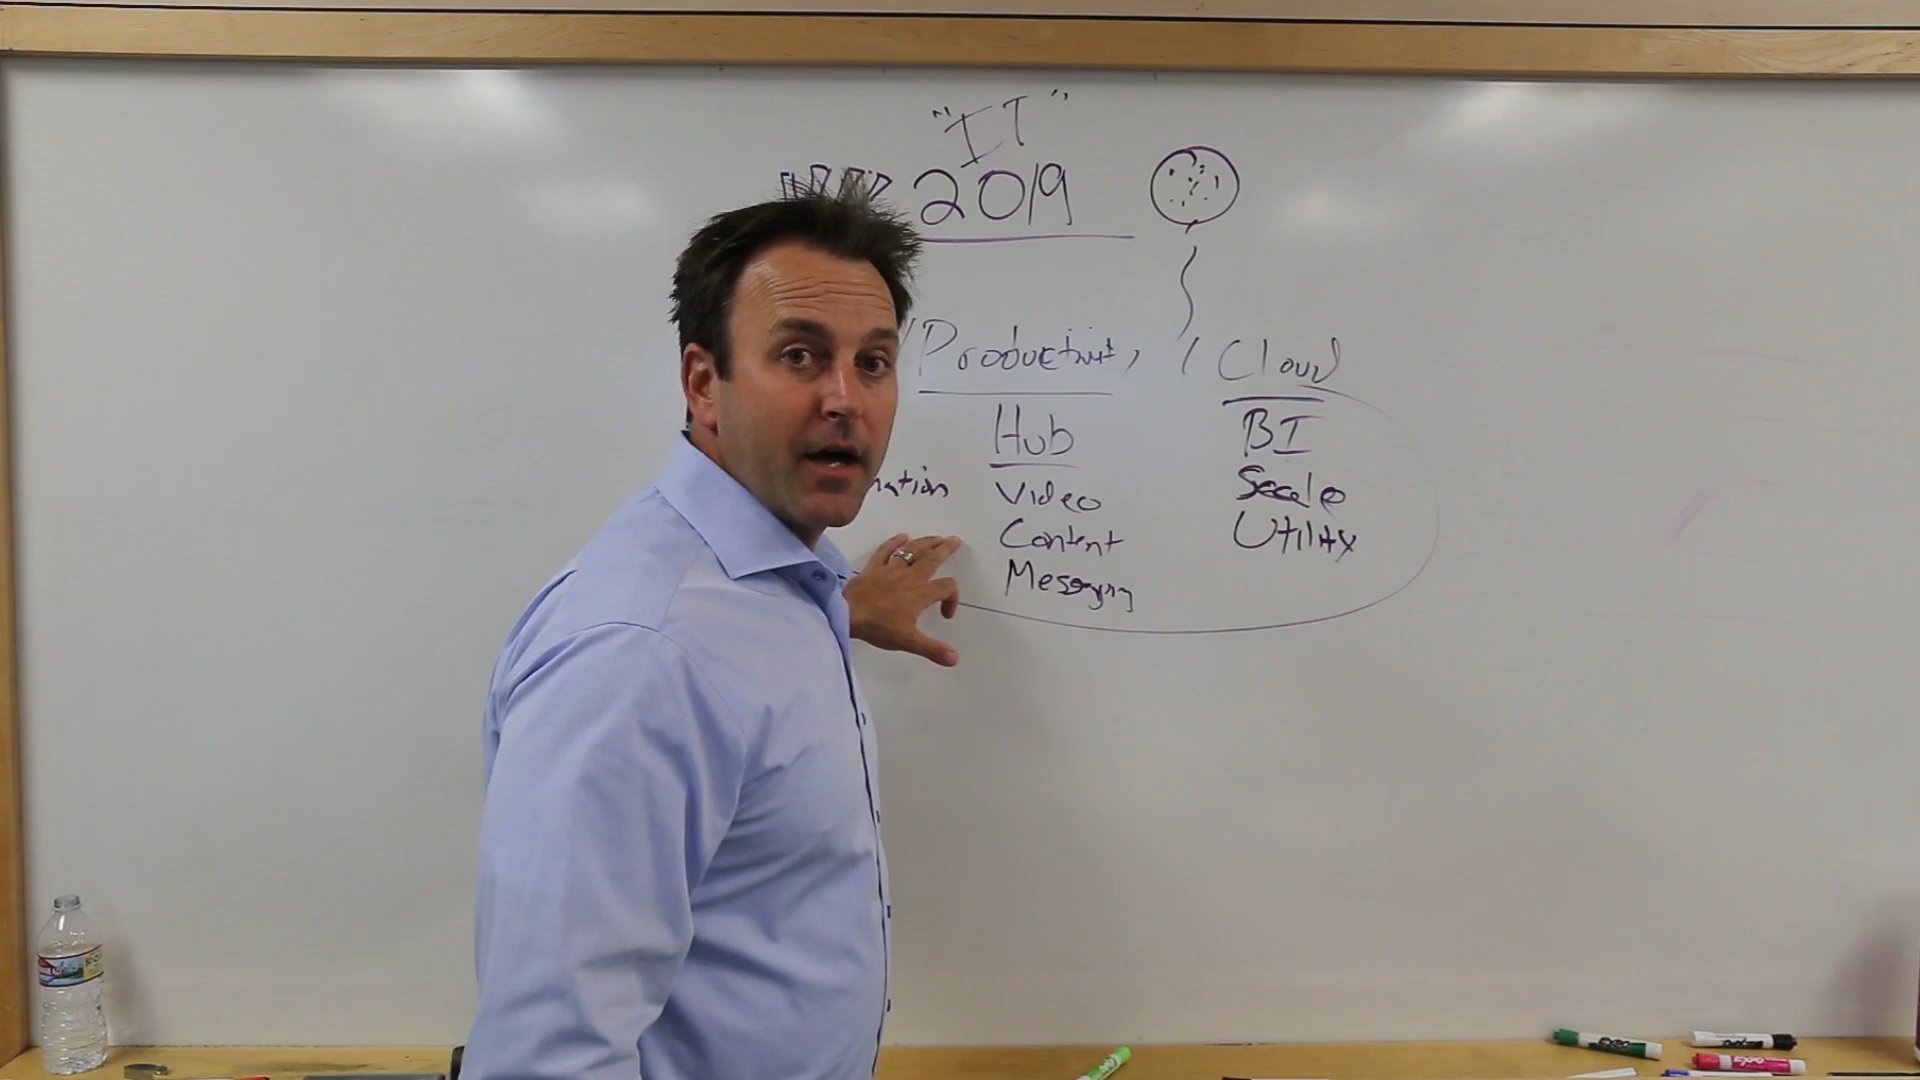 "IT"
2019
Productivity
Cloud
Hub
BI
Video
Scale
Content
Utility
Messaging